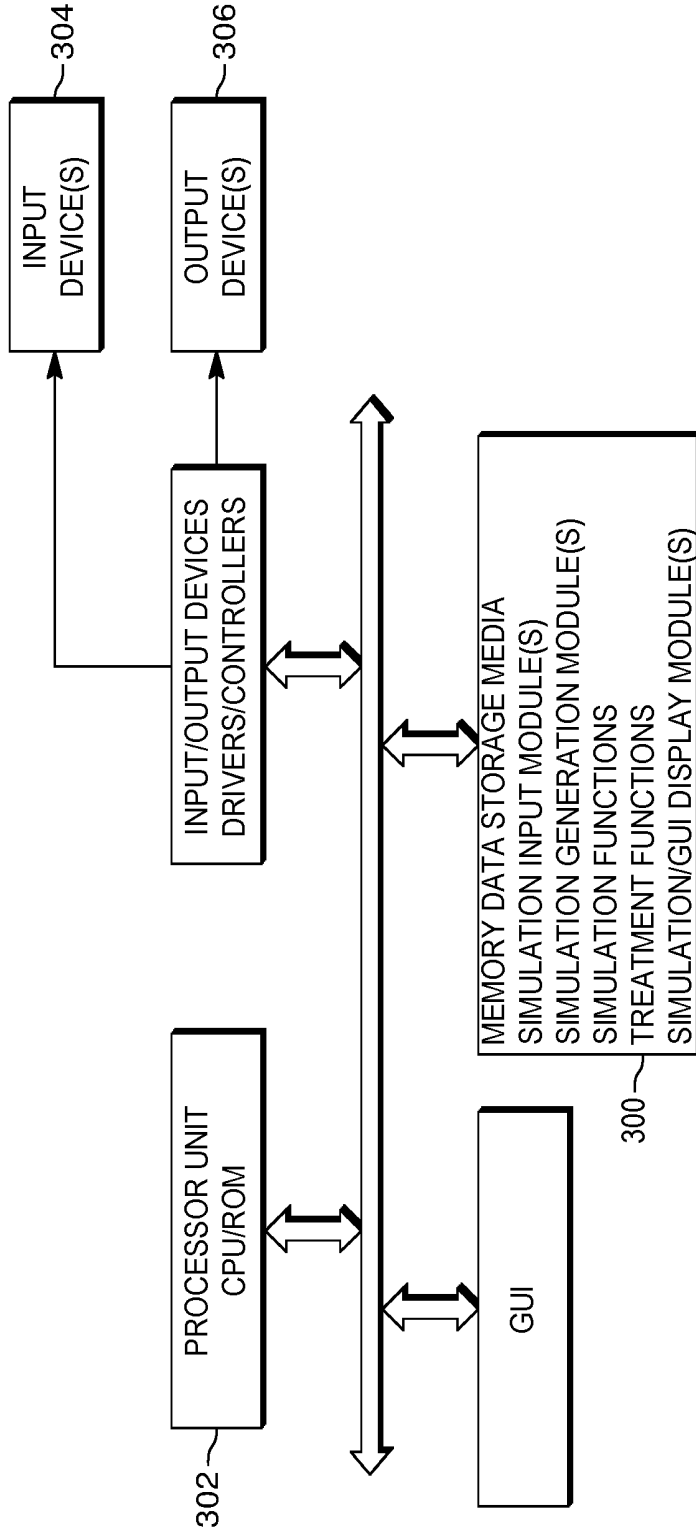 304
INPUT
DEVICE(S)
306
OUTPUT
DEVICE(S)
INPUT/OUTPUT DEVICES
DRIVERS/CONTROLLERS
PROCESSOR UNIT
CPU/ROM
302
MEMORY DATA STORAGE MEDIA
SIMULATION INPUT MODULE(S)
SIMULATION GENERATION MODULE(S)
SIMULATION FUNCTIONS
TREATMENT FUNCTIONS
SIMULATION/GUI DISPLAY MODULE(S)
300
GUI